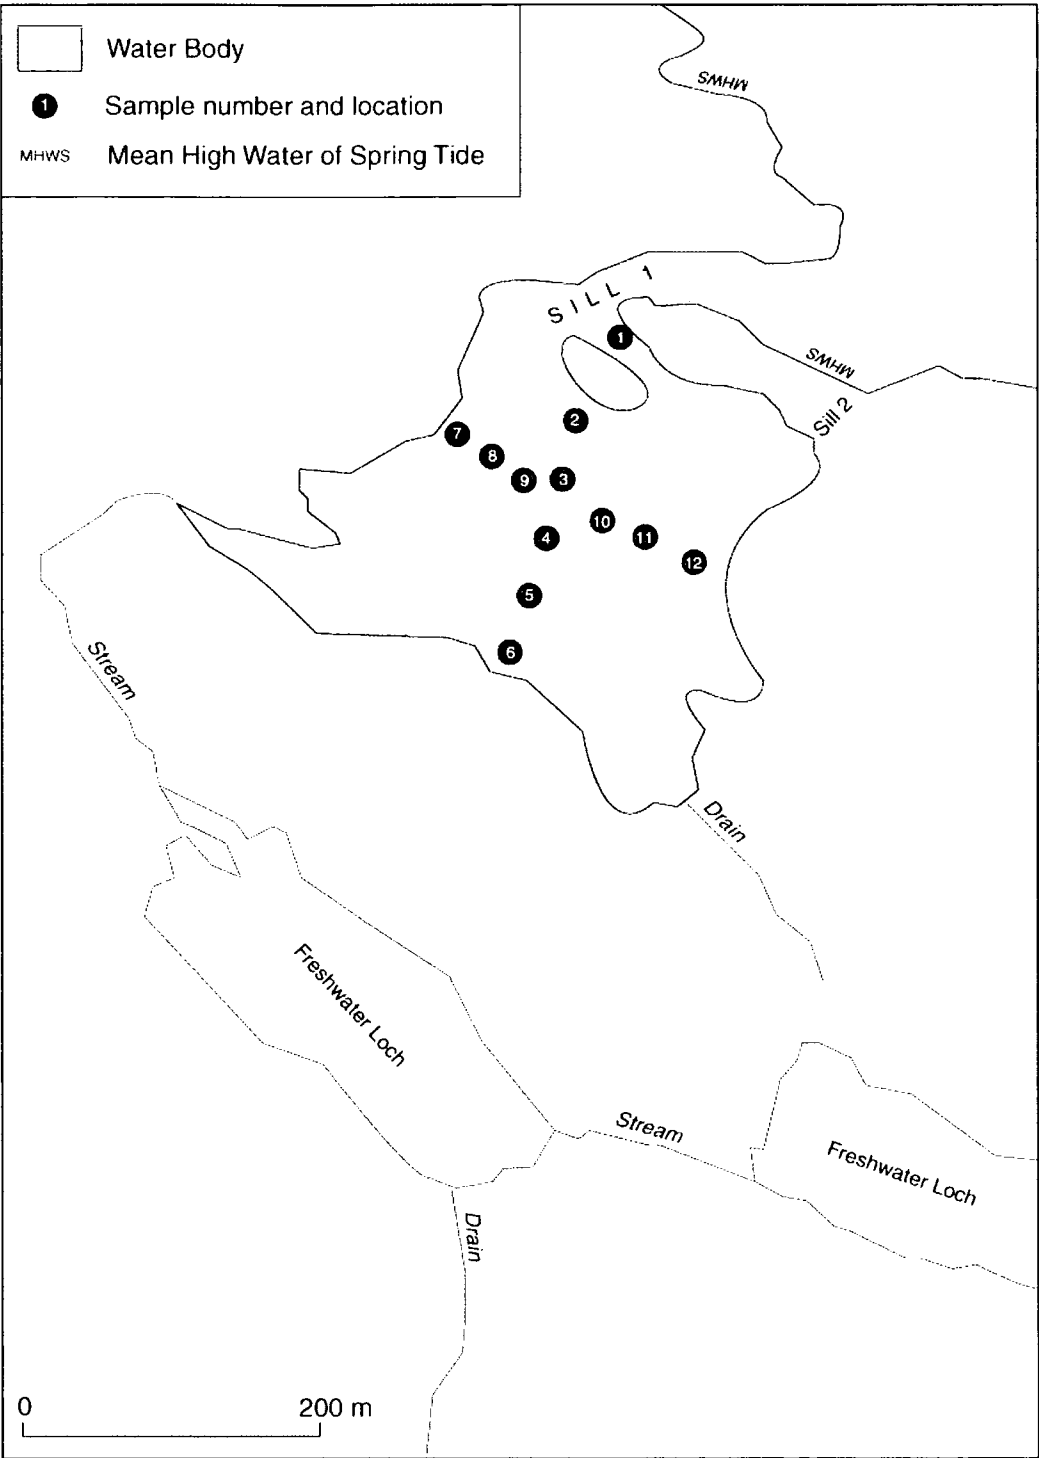 Water Body
1 Sample number and location
MHWS Mean High Water of Spring Tide
MHWS
SILL 1
1
MHWS
Sill 2
2
7
8
9
3
10
4
11
12
5
6
Stream
Drain
Freshwater Loch
Stream
Freshwater Loch
Drain
0 200 m